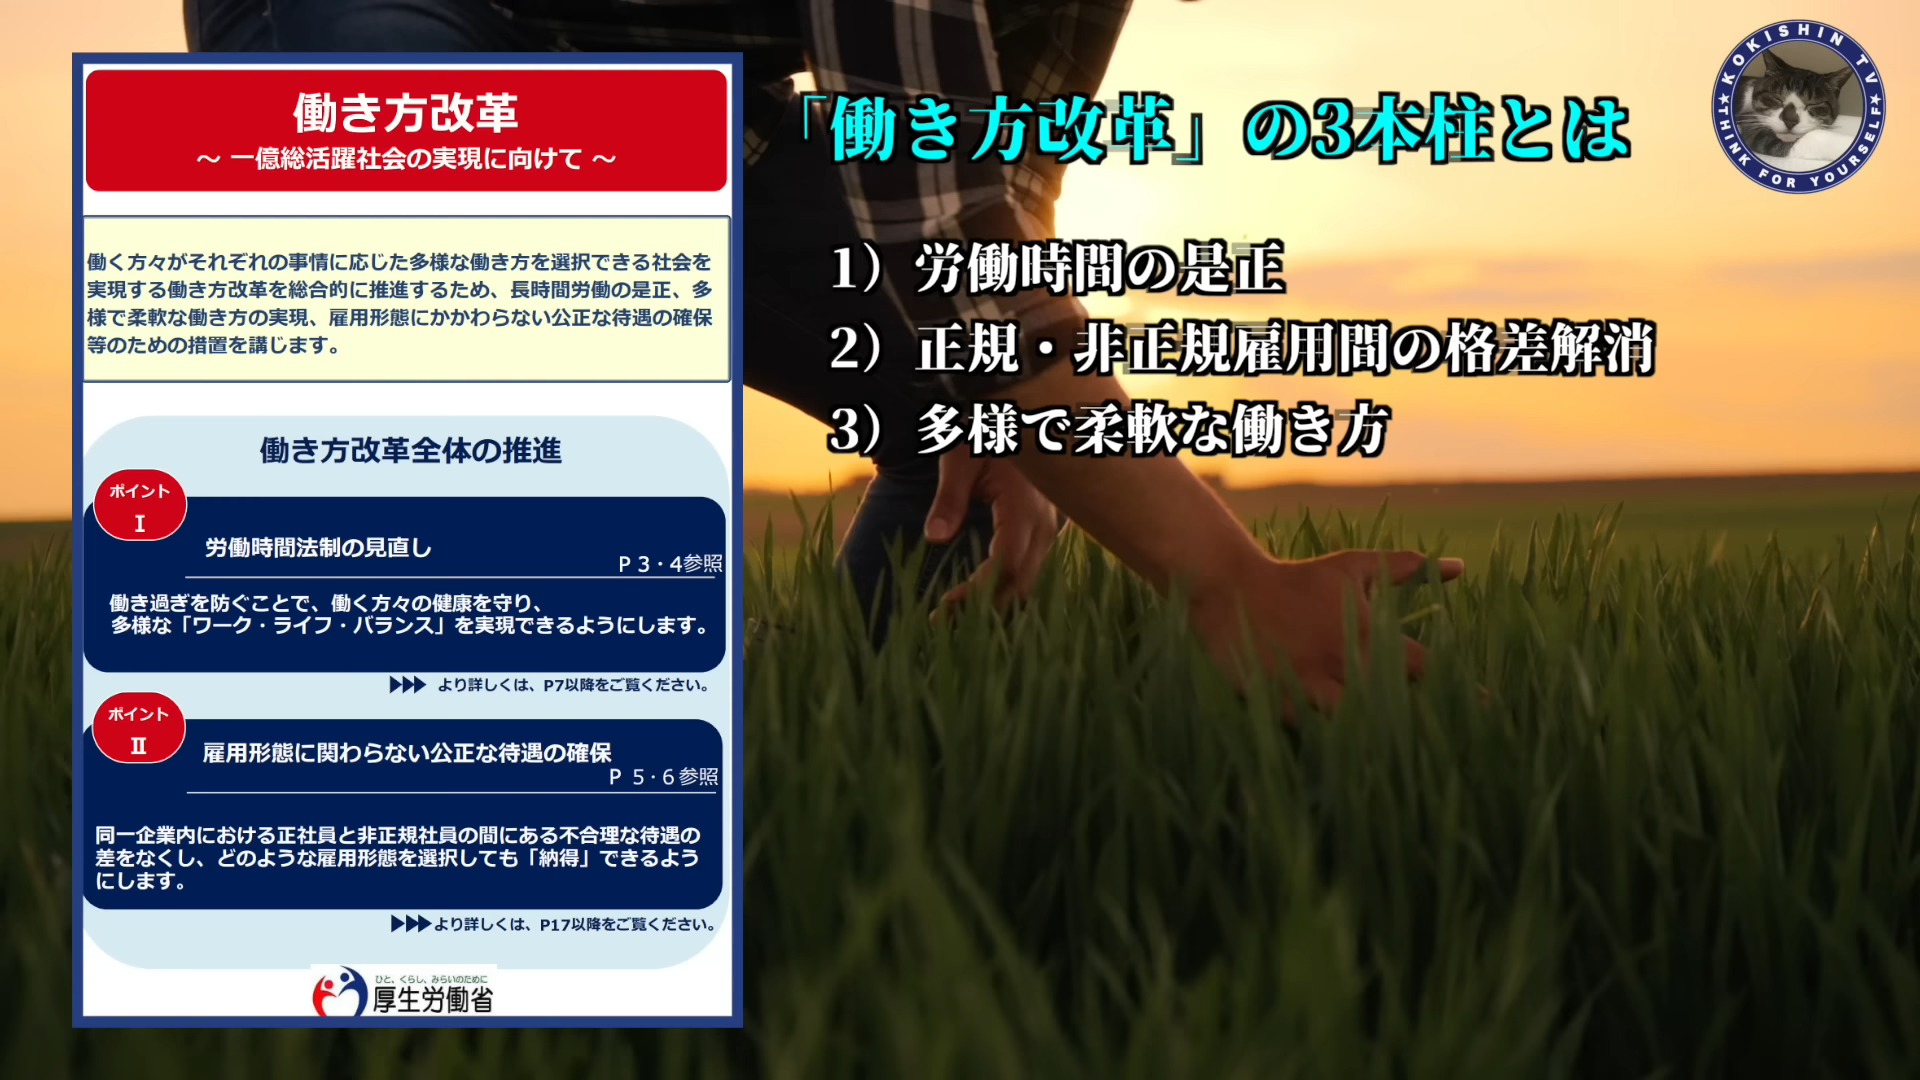 働き方改革
～ 一億総活躍社会の実現に向けて ～
働く方々がそれぞれの事情に応じた多様な働き方を選択できる社会を
実現する働き方改革を総合的に推進するため、長時間労働の是正、多
様で柔軟な働き方の実現、雇用形態にかかわらない公正な待遇の確保
等のための措置を講じます。
働き方改革全体の推進
ポイント
Ⅰ
労働時間法制の見直し
P 3・4参照
働き過ぎを防ぐことで、働く方々の健康を守り、
多様な「ワーク・ライフ・バランス」を実現できるようにします。
▶▶▶ より詳しくは、P7以降をご覧ください。
ポイント
Ⅱ
雇用形態に関わらない公正な待遇の確保
P 5・6参照
同一企業内における正社員と非正規社員の間にある不合理な待遇の
差をなくし、どのような雇用形態を選択しても「納得」できるよう
にします。
▶▶▶より詳しくは、P17以降をご覧ください。
ひと、くらし、みらいのために
厚生労働省
「働き方改革」の3本柱とは
1）労働時間の是正
2）正規・非正規雇用間の格差解消
3）多様で柔軟な働き方
★KOKISHIN TV★
THINK FOR YOURSELF